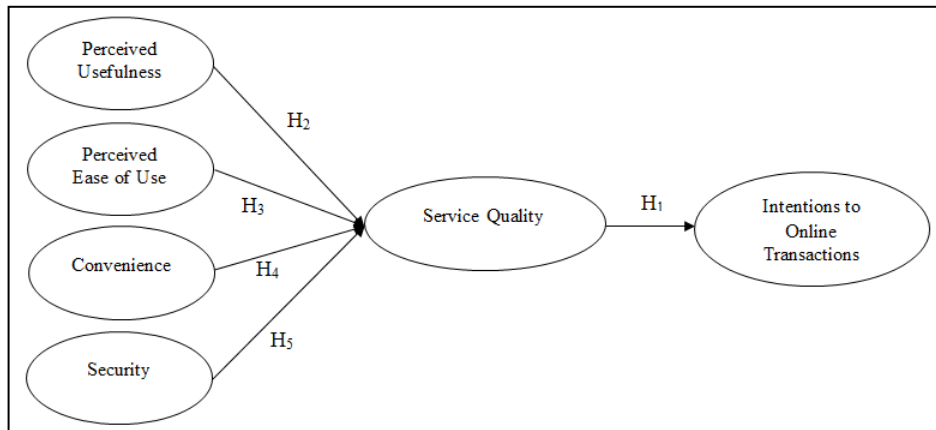 Perceived
Usefulness
H2
Perceived
Ease of Use
H3
Service Quality
H1
Intentions to
Online
Transactions
Convenience
H4
H5
Security